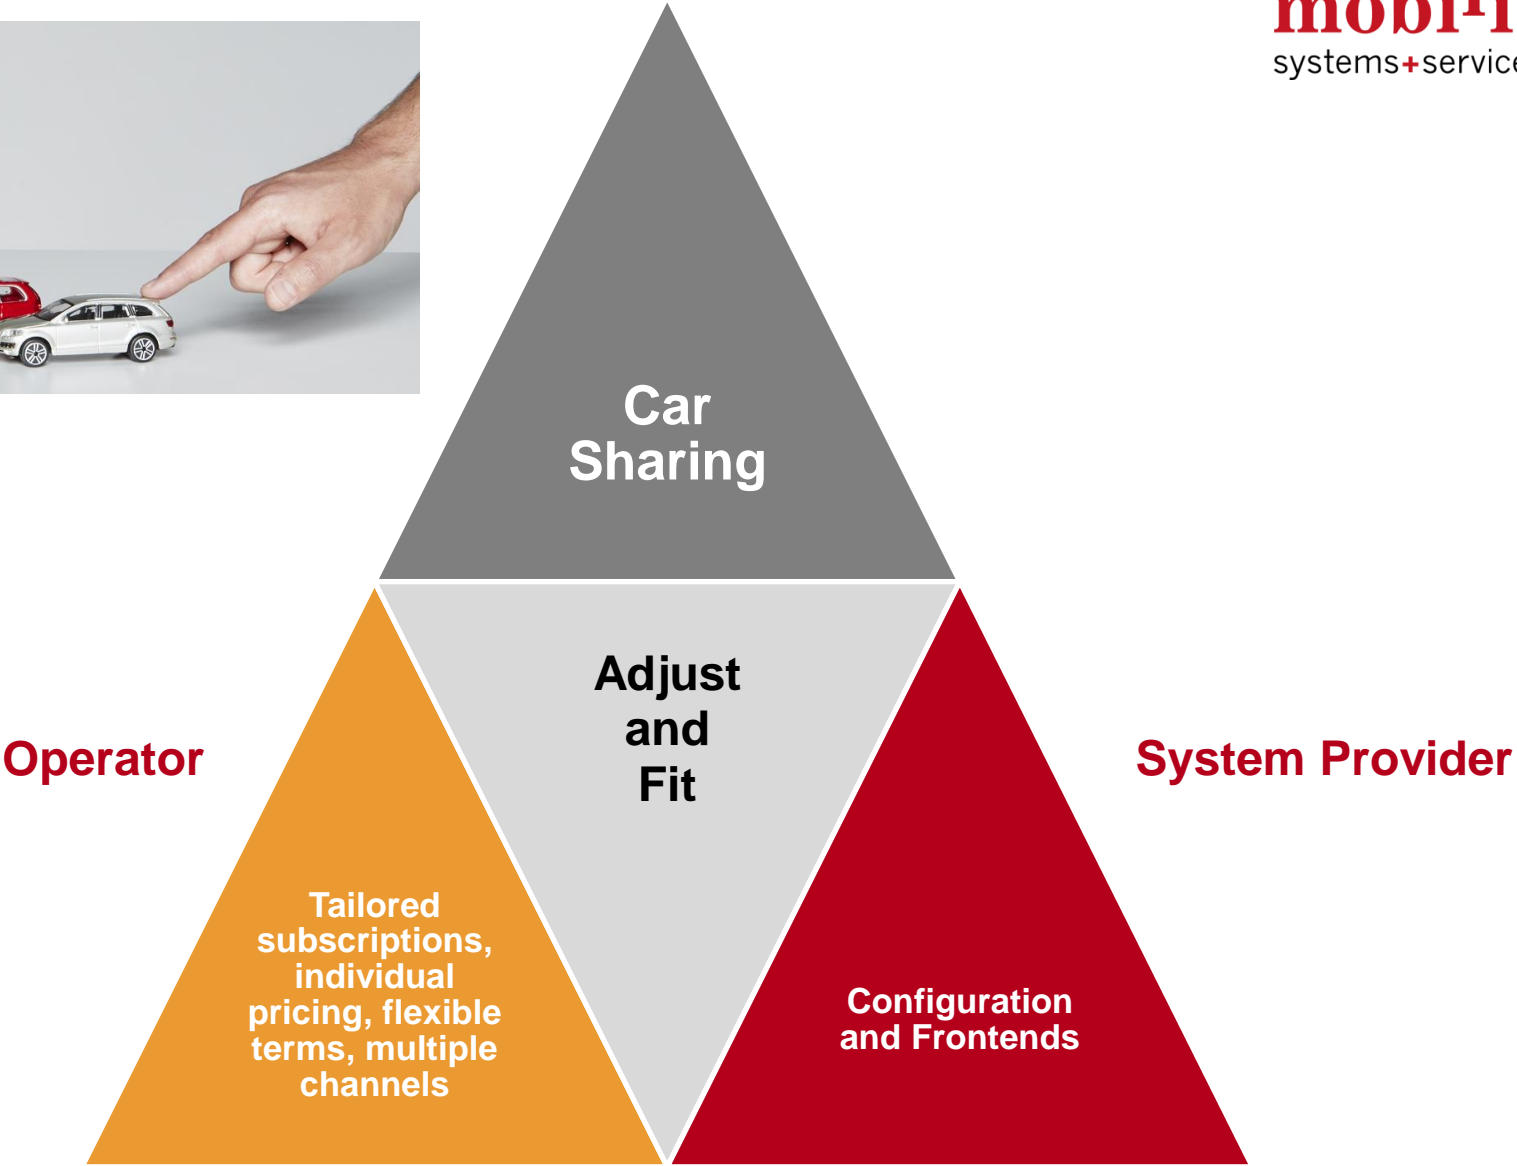 systems+service
Car
Sharing
Adjust
and
Fit
Operator
System Provider
Tailored
subscriptions,
individual
pricing, flexible
terms, multiple
channels
Configuration
and Frontends